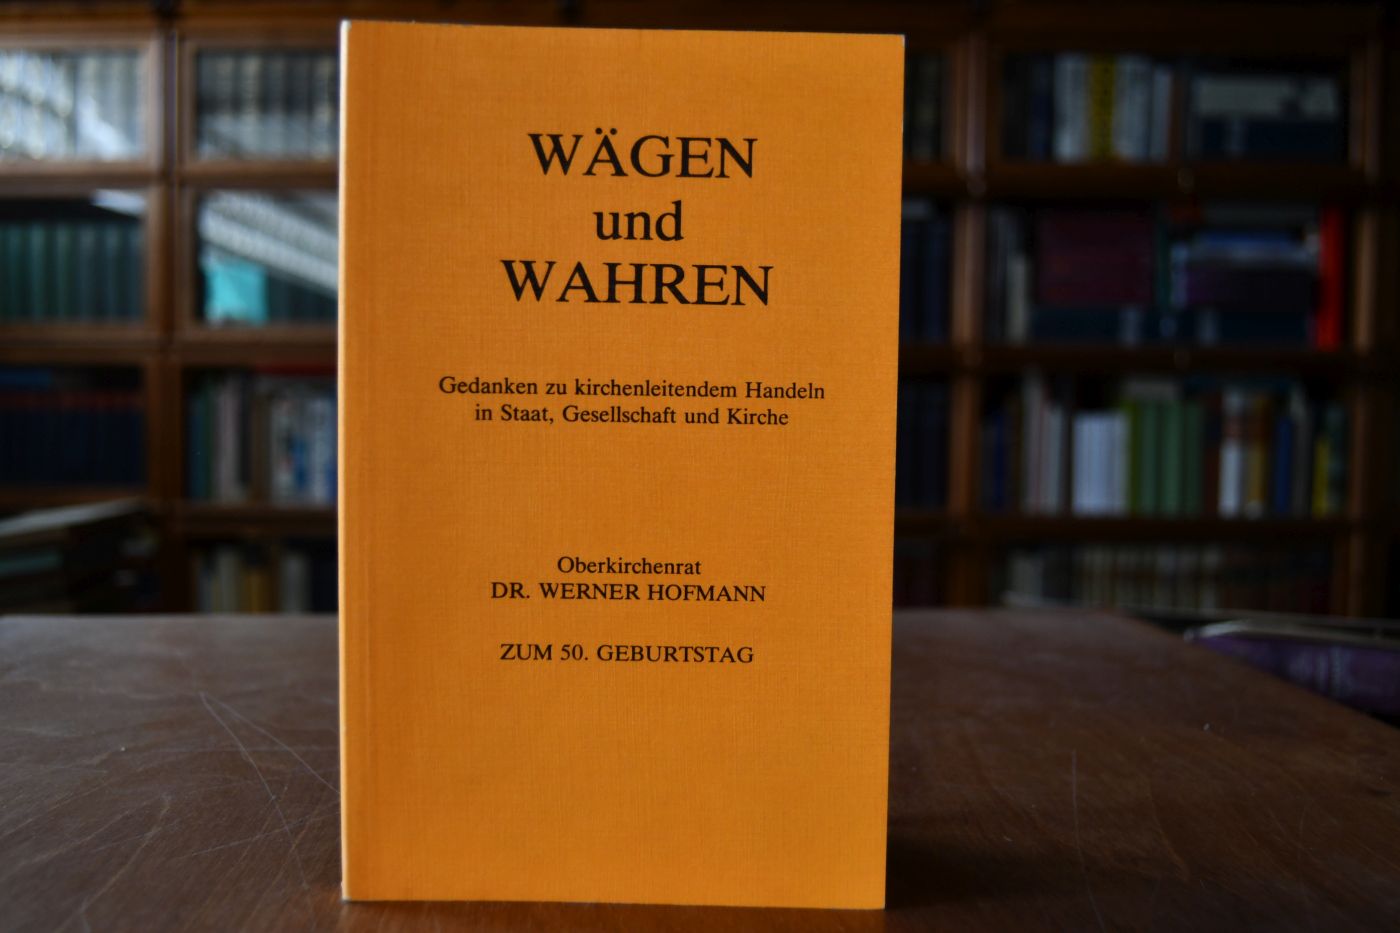 WÄGEN
und
WAHREN
Gedanken zu kirchenleitendem Handeln
in Staat, Gesellschaft und Kirche
Oberkirchenrat
DR. WERNER HOFMANN
ZUM 50. GEBURTSTAG